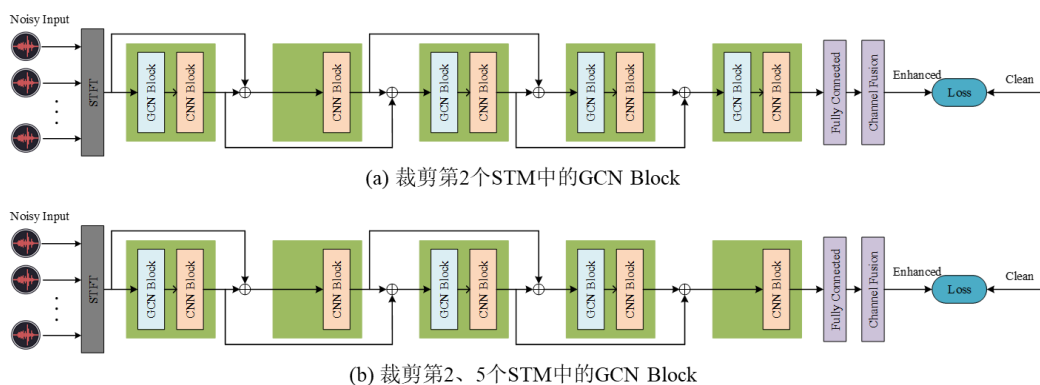 Noisy Input
STFT
GCN Block
CNN Block
CNN Block
GCN Block
CNN Block
GCN Block
CNN Block
GCN Block
CNN Block
Fully Connected
Channel Fusion
Enhanced
Loss
Clean
(a) 裁剪第2个STM中的GCN Block
Noisy Input
STFT
GCN Block
CNN Block
CNN Block
GCN Block
CNN Block
GCN Block
CNN Block
CNN Block
Fully Connected
Channel Fusion
Enhanced
Loss
Clean
(b) 裁剪第2、5个STM中的GCN Block